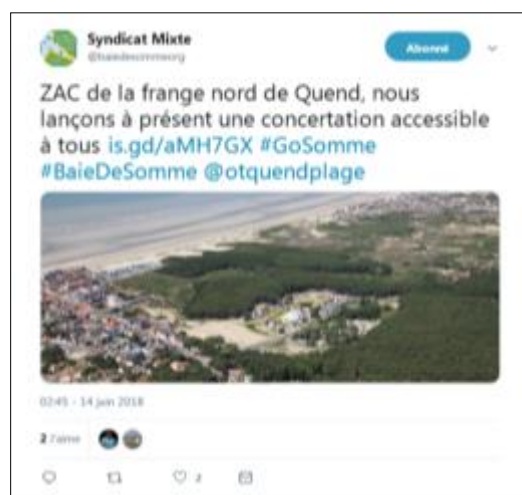 Syndicat Mixte
@baiedesommeorg
Abonné
ZAC de la frange nord de Quend, nous
lançons à présent une concertation accessible
à tous is.gd/aMH7GX #GoSomme
#BaieDeSomme @otquendplage
02:45 - 14 juin 2018
2 J'aime
2